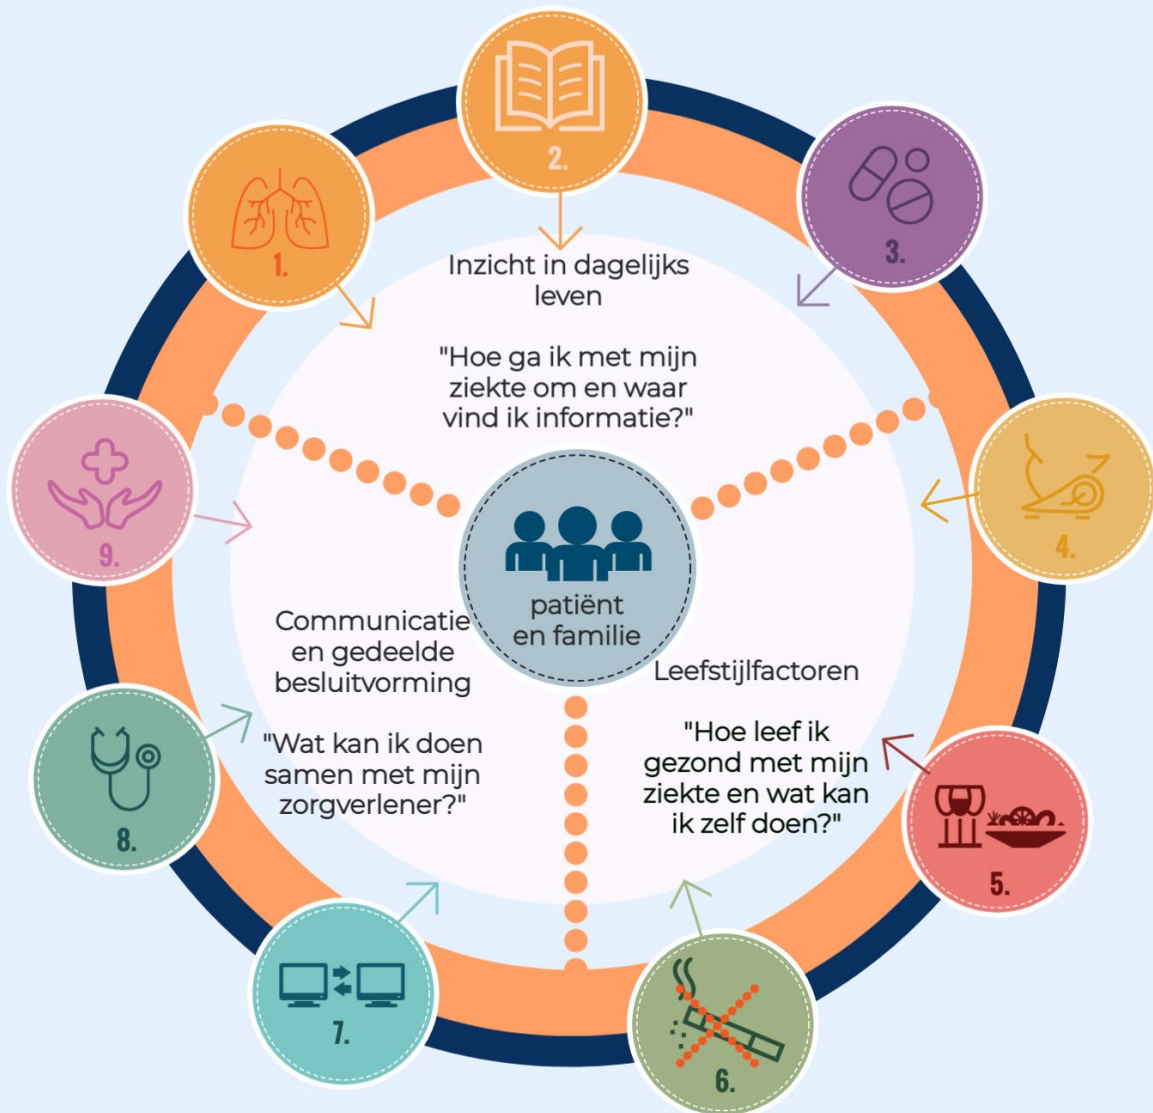 1.
2.
3.
4.
5.
6.
7.
8.
9.
Inzicht in dagelijks
leven
"Hoe ga ik met mijn
ziekte om en waar
vind ik informatie?"
patiënt
en familie
Communicatie
en gedeelde
besluitvorming
"Wat kan ik doen
samen met mijn
zorgverlener?"
Leefstijlfactoren
"Hoe leef ik
gezond met mijn
ziekte en wat kan
ik zelf doen?"